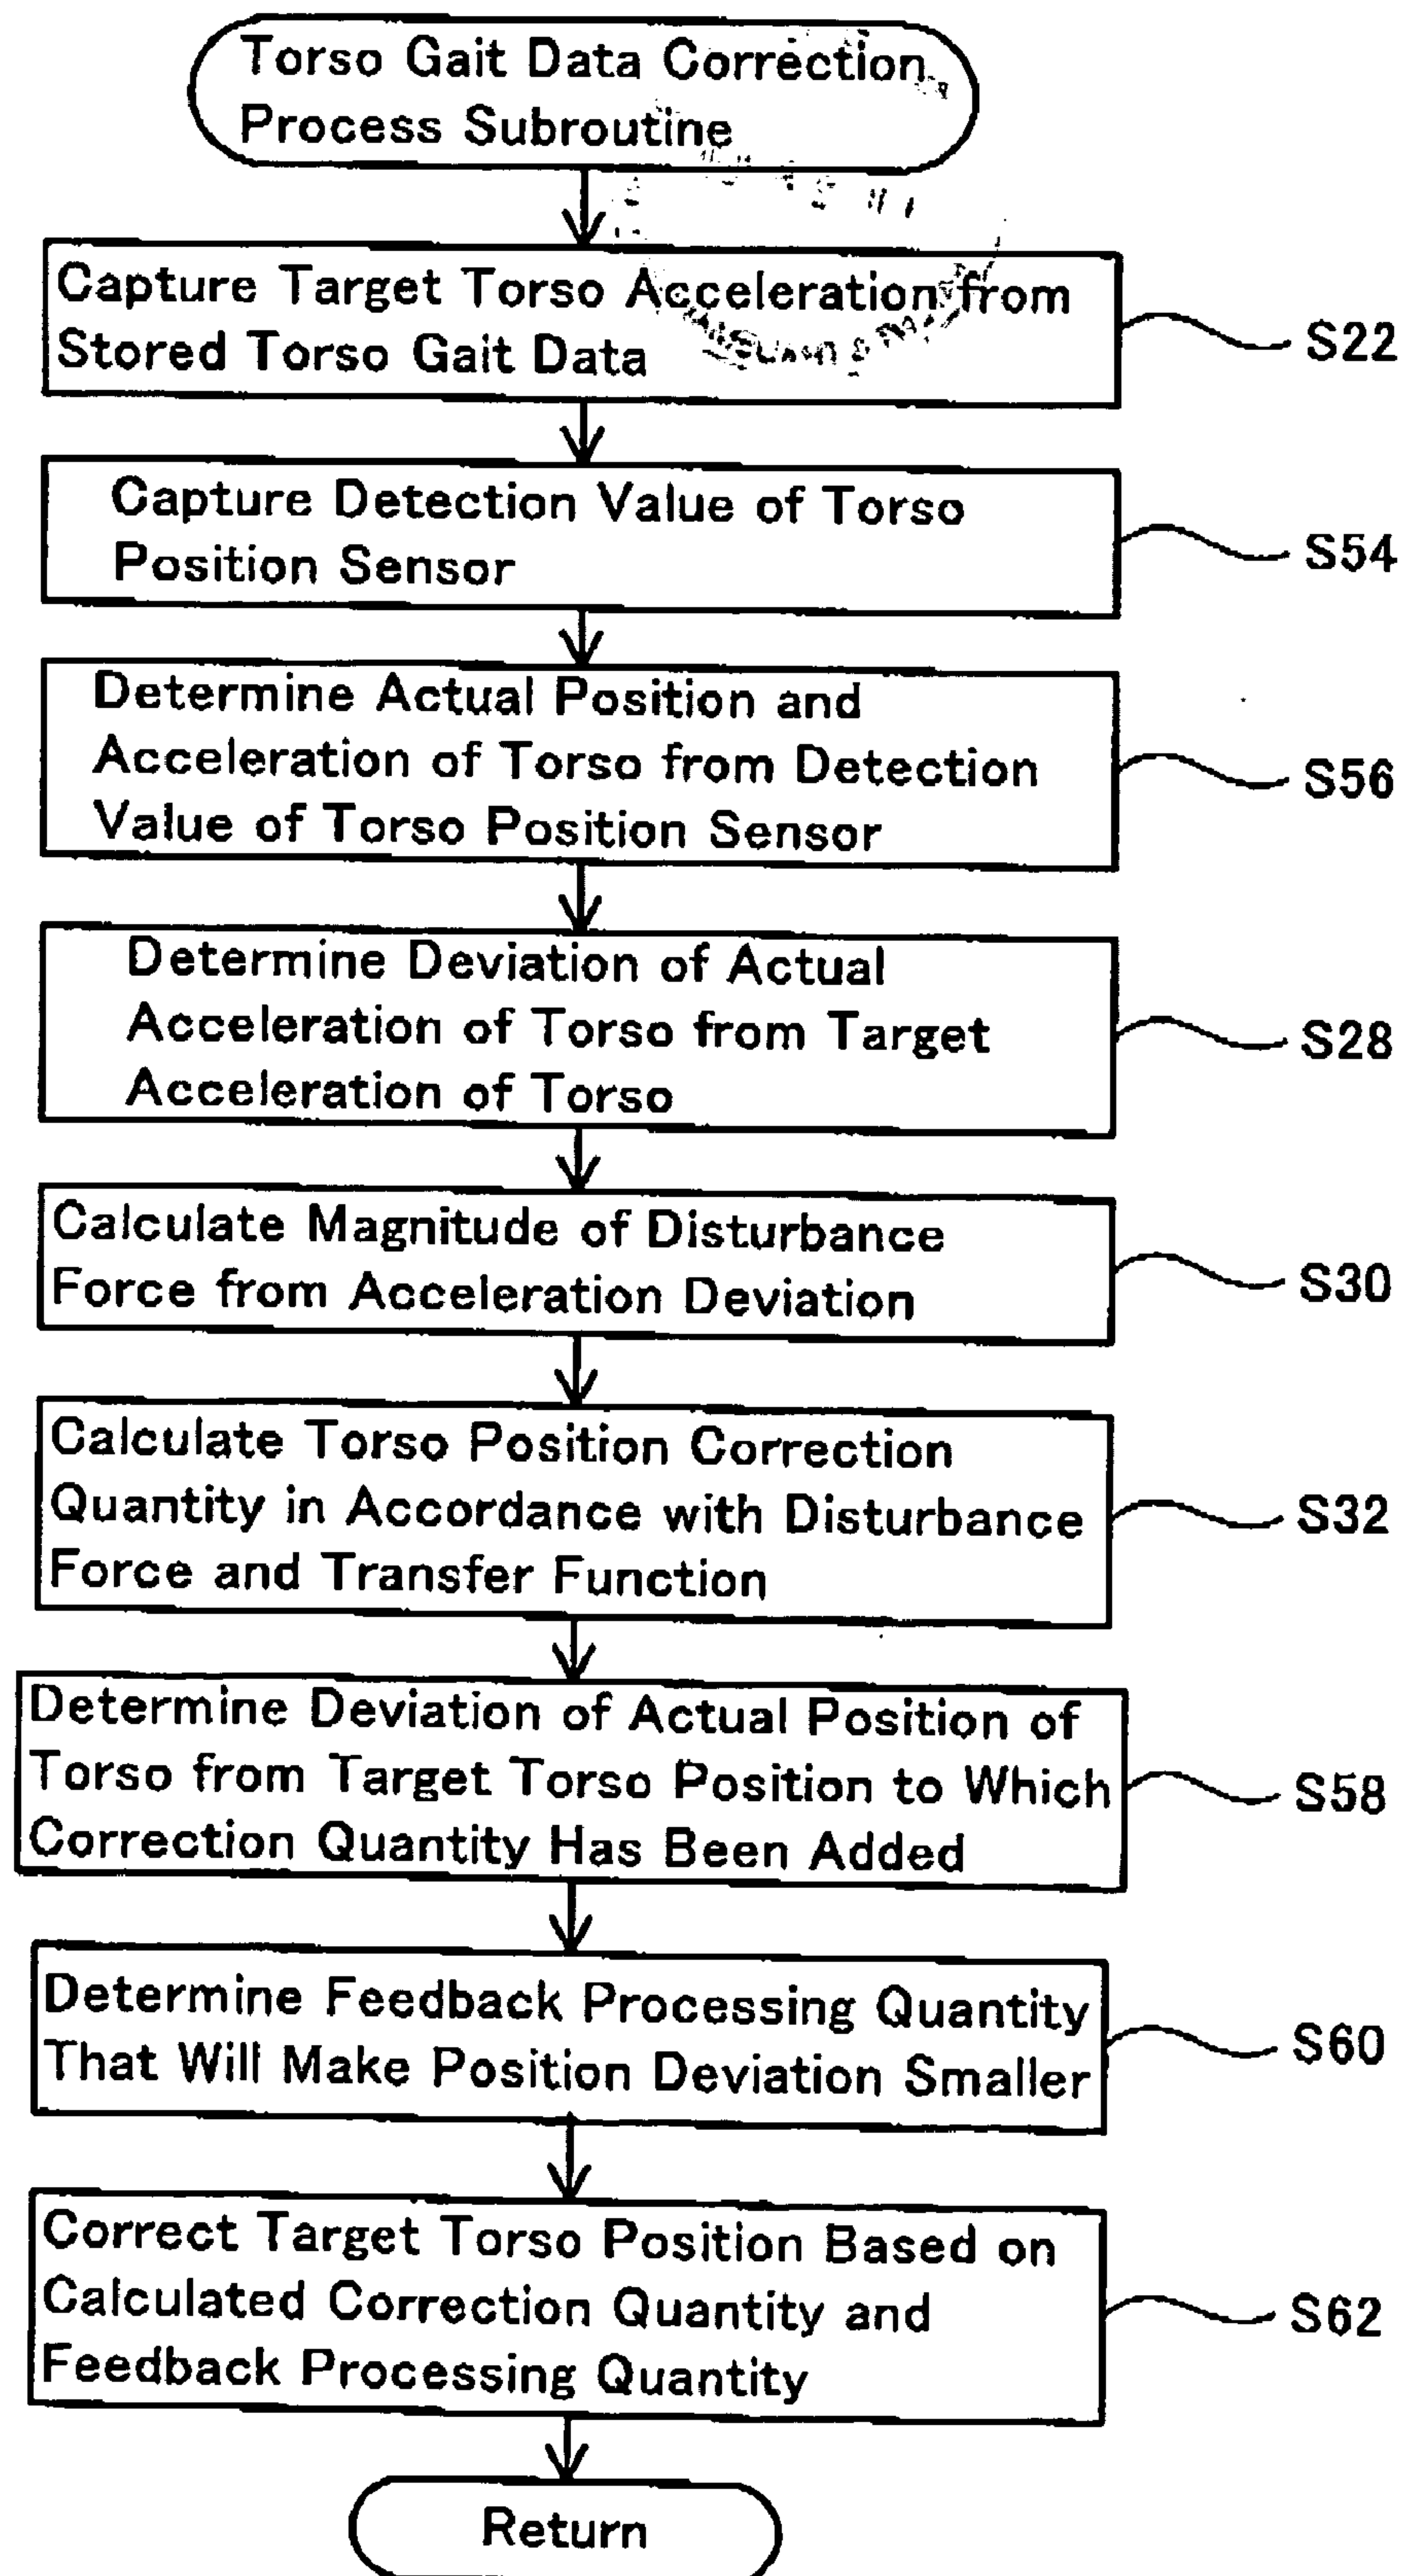 Torso Gait Data Correction
Process Subroutine
Capture Target Torso Acceleration from
Stored Torso Gait Data
S22
Capture Detection Value of Torso
Position Sensor
S54
Determine Actual Position and
Acceleration of Torso from Detection
Value of Torso Position Sensor
S56
Determine Deviation of Actual
Acceleration of Torso from Target
Acceleration of Torso
S28
Calculate Magnitude of Disturbance
Force from Acceleration Deviation
S30
Calculate Torso Position Correction
Quantity in Accordance with Disturbance
Force and Transfer Function
S32
Determine Deviation of Actual Position of
Torso from Target Torso Position to Which
Correction Quantity Has Been Added
S58
Determine Feedback Processing Quantity
That Will Make Position Deviation Smaller
S60
Correct Target Torso Position Based on
Calculated Correction Quantity and
Feedback Processing Quantity
S62
Return